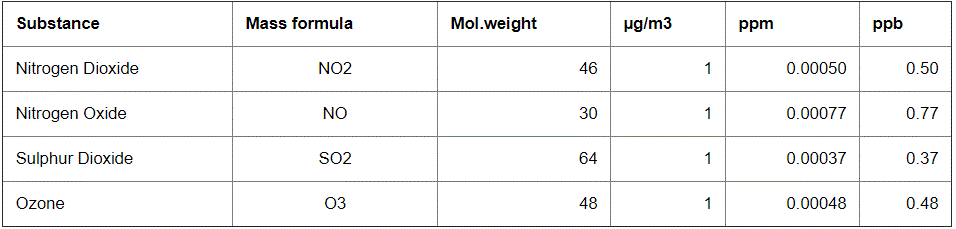 Substance Mass formula Mol.weight µg/m3 ppm ppb
Nitrogen Dioxide NO2 46 1 0.00050 0.50
Nitrogen Oxide NO 30 1 0.00077 0.77
Sulphur Dioxide SO2 64 1 0.00037 0.37
Ozone O3 48 1 0.00048 0.48